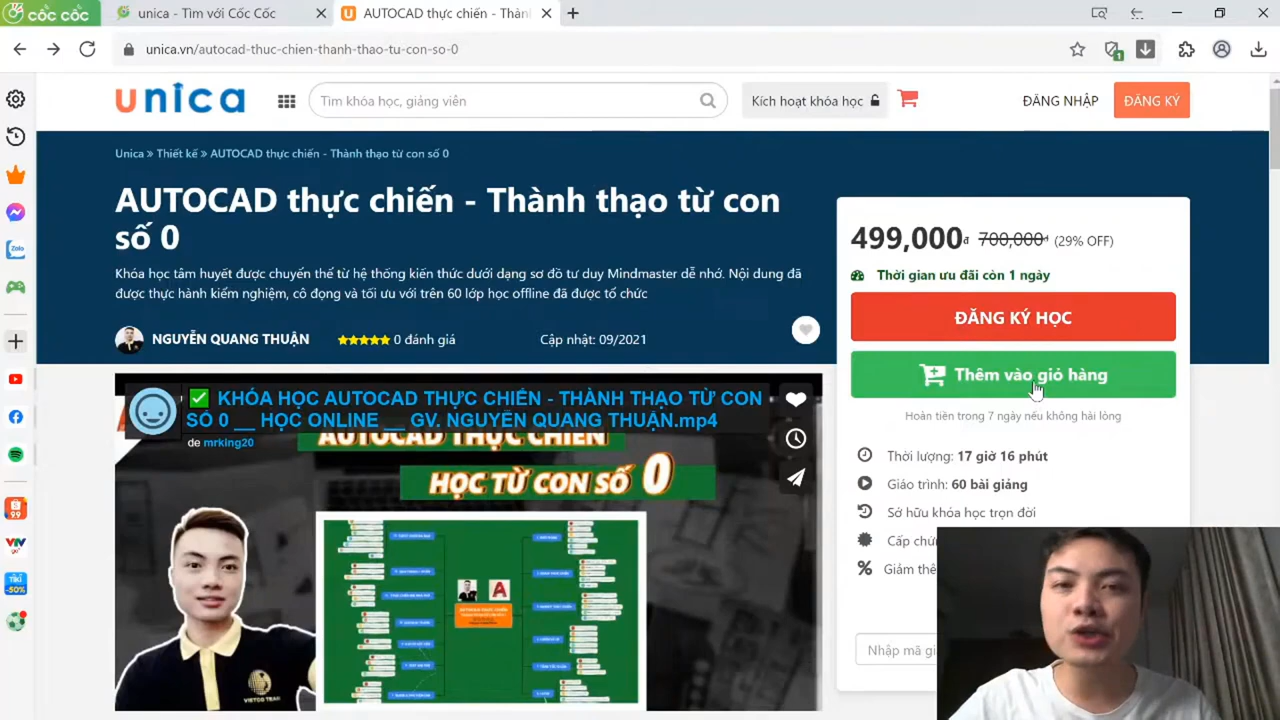 cốc cốc
unica - Tìm với Cốc Cốc
AUTOCAD thực chiến - Thành
unica.vn/autocad-thuc-chien-thanh-thao-tu-con-so-0
unica
Tìm khóa học, giảng viên
Kích hoạt khóa học
ĐĂNG NHẬP
ĐĂNG KÝ
Unica » Thiết kế » AUTOCAD thực chiến - Thành thạo từ con số 0
AUTOCAD thực chiến - Thành thạo từ con
số 0
Khóa học tâm huyết được chuyển thể từ hệ thống kiến thức dưới dạng sơ đồ tư duy Mindmaster dễ nhớ. Nội dung đã
được thực hành kiểm nghiệm, cô đọng và tối ưu với trên 60 lớp học offline đã được tổ chức
NGUYỄN QUANG THUẬN
0 đánh giá
Cập nhật: 09/2021
499,000đ 700,000đ (29% OFF)
Thời gian ưu đãi còn 1 ngày
ĐĂNG KÝ HỌC
Thêm vào giỏ hàng
Hoàn tiền trong 7 ngày nếu không hài lòng
Thời lượng: 17 giờ 16 phút
Giáo trình: 60 bài giảng
Sở hữu khóa học trọn đời
Cấp chứ
Giảm thê
Nhập mã gi
✅ KHÓA HỌC AUTOCAD THỰC CHIẾN - THÀNH THẠO TỪ CON
SỐ 0 __ HỌC ONLINE __ GV. NGUYỄN QUANG THUẬN.mp4
de mrking20
AUTOCAD THỰC CHIẾN
HỌC TỪ CON SỐ 0
A
VIETCO TEAM
Zalo
99
VTV
go
TIKI
-50%
1